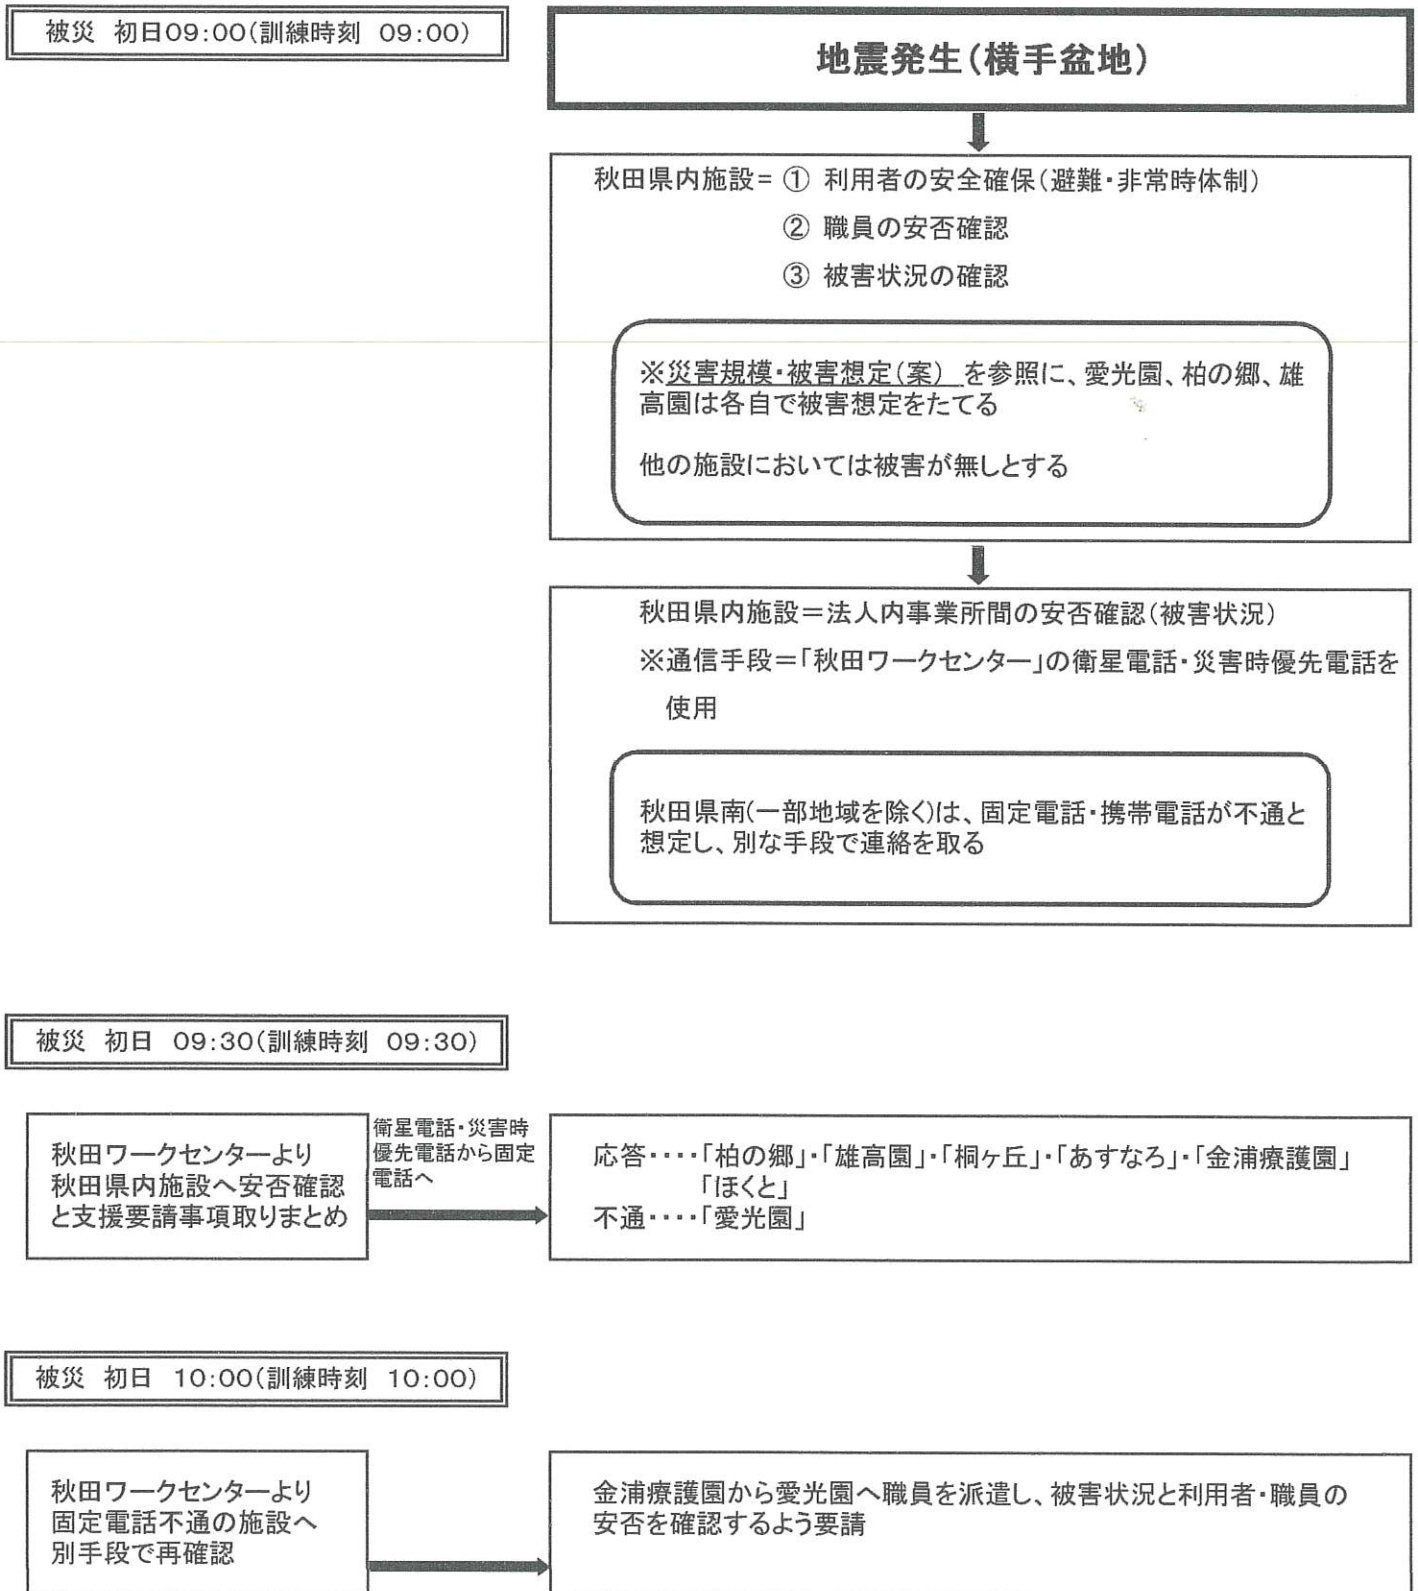 被災 初日09:00(訓練時刻 09:00)
地震発生(横手盆地)
秋田県内施設= ① 利用者の安全確保(避難・非常時体制)
② 職員の安否確認
③ 被害状況の確認
※災害規模・被害想定(案) を参照に、愛光園、柏の郷、雄
高園は各自で被害想定をたてる
他の施設においては被害が無しとする
秋田県内施設=法人内事業所間の安否確認(被害状況)
※通信手段=「秋田ワークセンター」の衛星電話・災害時優先電話を
使用
秋田県南(一部地域を除く)は、固定電話・携帯電話が不通と
想定し、別な手段で連絡を取る
被災 初日 09:30(訓練時刻 09:30)
秋田ワークセンターより
秋田県内施設へ安否確認
と支援要請事項取りまとめ
衛星電話・災害時
優先電話から固定
電話へ
応答・・・・「柏の郷」・「雄高園」・「桐ヶ丘」・「あすなろ」・「金浦療護園」
「ほくと」
不通・・・・「愛光園」
被災 初日 10:00(訓練時刻 10:00)
秋田ワークセンターより
固定電話不通の施設へ
別手段で再確認
金浦療護園から愛光園へ職員を派遣し、被害状況と利用者・職員の
安否を確認するよう要請